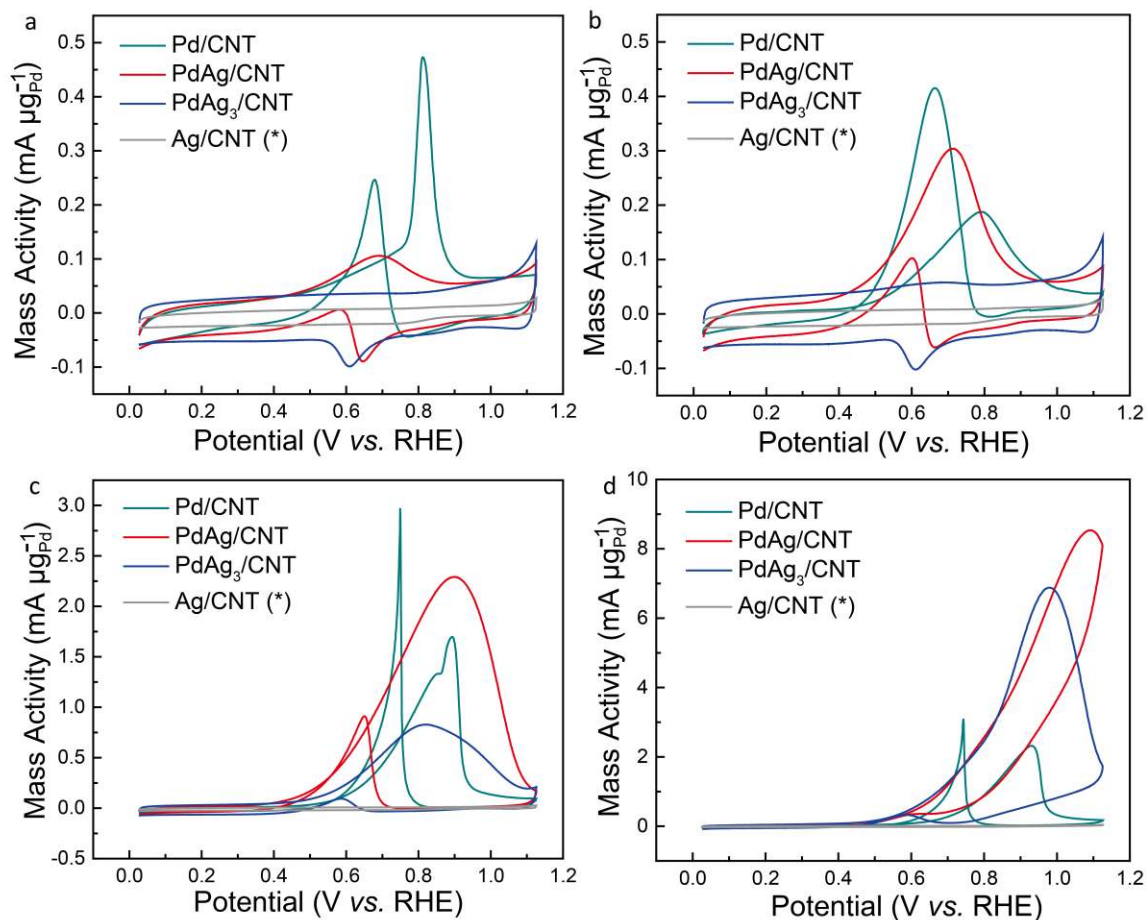 a
Pd/CNT
PdAg/CNT
PdAg₃/CNT
Ag/CNT (*)
0.5
0.4
0.3
0.2
0.1
0.0
-0.1
Mass Activity (mA µg⁻¹Pd)
0.0 0.2 0.4 0.6 0.8 1.0 1.2
Potential (V vs. RHE)
b
Pd/CNT
PdAg/CNT
PdAg₃/CNT
Ag/CNT (*)
0.5
0.4
0.3
0.2
0.1
0.0
-0.1
Mass Activity (mA µg⁻¹Pd)
0.0 0.2 0.4 0.6 0.8 1.0 1.2
Potential (V vs. RHE)
c
Pd/CNT
PdAg/CNT
PdAg₃/CNT
Ag/CNT (*)
3.0
2.5
2.0
1.5
1.0
0.5
0.0
-0.5
Mass Activity (mA µg⁻¹Pd)
0.0 0.2 0.4 0.6 0.8 1.0 1.2
Potential (V vs. RHE)
d
Pd/CNT
PdAg/CNT
PdAg₃/CNT
Ag/CNT (*)
10
8
6
4
2
0
Mass Activity (mA µg⁻¹Pd)
0.0 0.2 0.4 0.6 0.8 1.0 1.2
Potential (V vs. RHE)